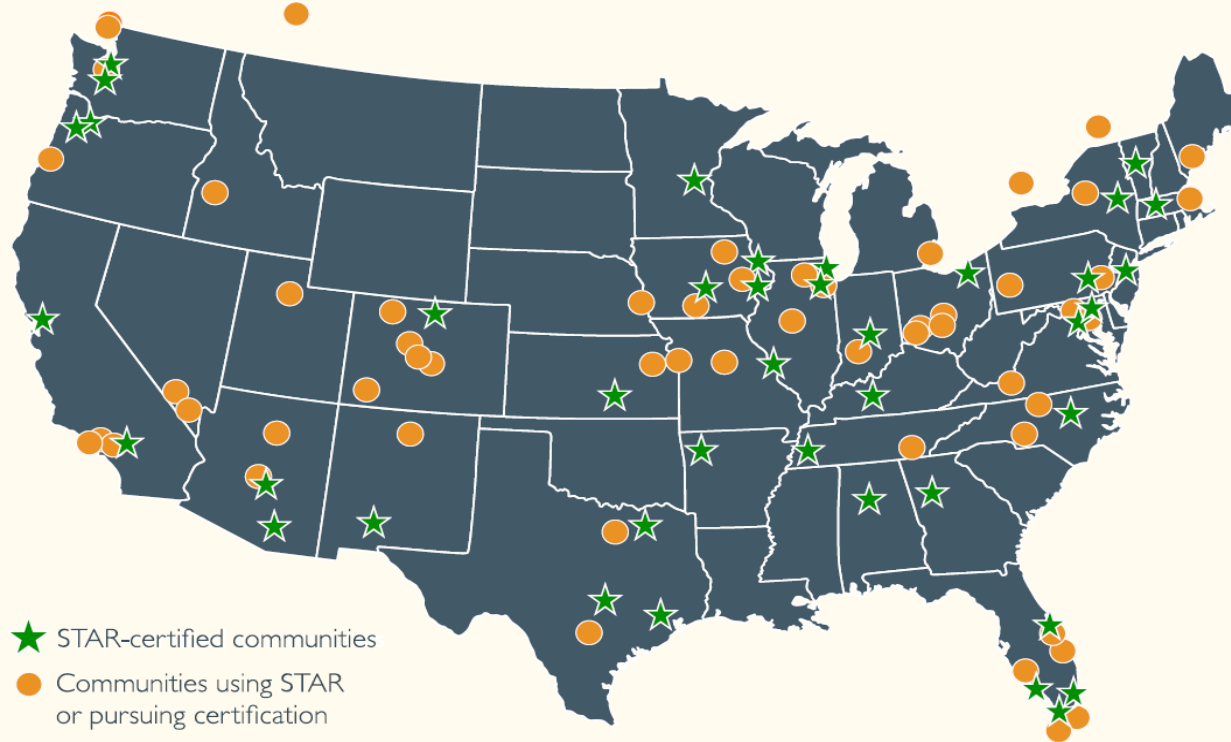 STAR-certified communities
Communities using STAR
or pursuing certification